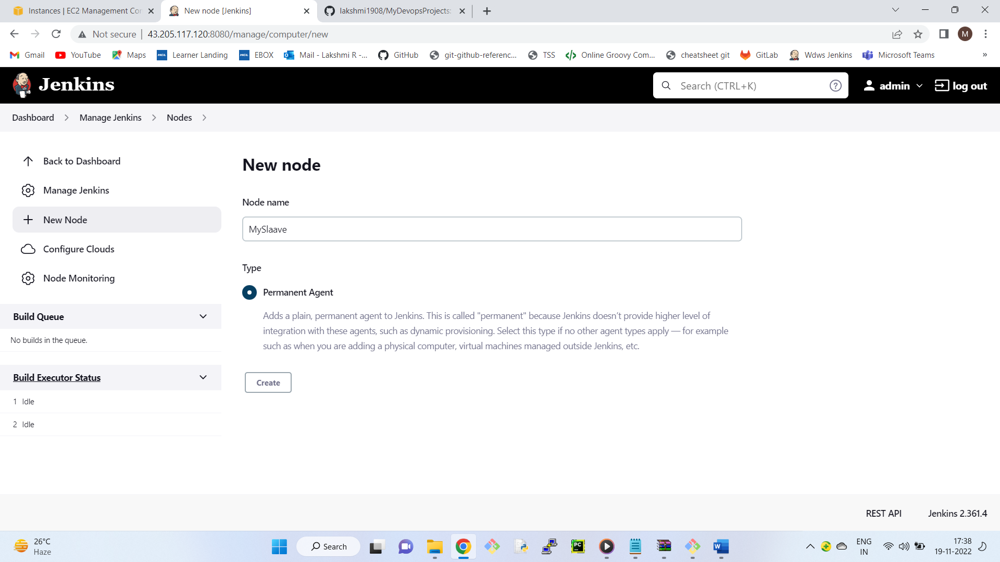 Instances | EC2 Management Con
New node [Jenkins]
lakshmi1908/MyDevopsProjects:
Not secure
43.205.117.120:8080/manage/computer/new
M
Gmail
YouTube
Maps
HCL
Learner Landing
HCL
EBOX
Mail - Lakshmi R -...
GitHub
git-github-referenc...
TSS
Online Groovy Com...
cheatsheet git
GitLab
Wdws Jenkins
Microsoft Teams
»
Jenkins
Search (CTRL+K)
?
admin
log out
Dashboard
Manage Jenkins
Nodes
Back to Dashboard
Manage Jenkins
New Node
Configure Clouds
Node Monitoring
Build Queue
No builds in the queue.
Build Executor Status
1 Idle
2 Idle
New node
Node name
MySlaave
Type
Permanent Agent
Adds a plain, permanent agent to Jenkins. This is called "permanent" because Jenkins doesn’t provide higher level of
integration with these agents, such as dynamic provisioning. Select this type if no other agent types apply — for example
such as when you are adding a physical computer, virtual machines managed outside Jenkins, etc.
Create
REST API
Jenkins 2.361.4
26°C
Haze
Search
PC
W
ENG
IN
17:38
19-11-2022